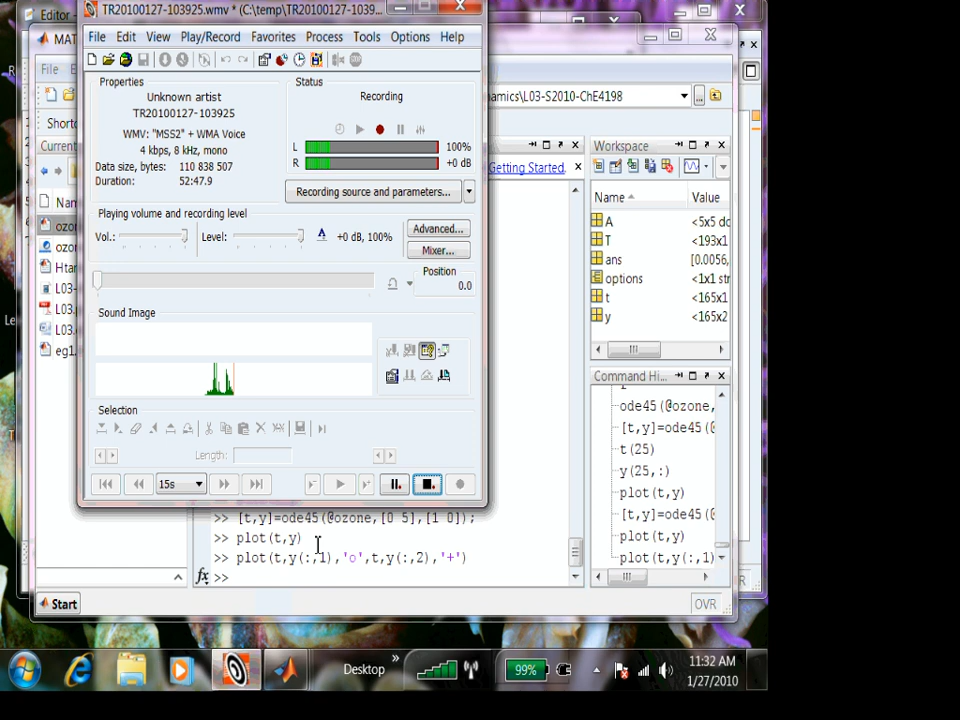 Editor -
TR20100127-103925.wmv * (C:\temp\TR20100127-1039...
MAT
File Edit View Play/Record Favorites Process Tools Options Help
File
Properties
Status
Unknown artist
Recording
TR20100127-103925
WMV: "MSS2" + WMA Voice
4 kbps, 8 kHz, mono
Data size, bytes: 110 838 507
Duration: 52:47.9
L 100%
R +0 dB
Recording source and parameters...
Playing volume and recording level
Vol.: Level: +0 dB, 100%
Advanced...
Mixer...
Position
0.0
Sound Image
Selection
Length:
15s
namics\L03-S2010-ChE4198
...
Shortc
Current
Getting Started.
Nam
ozon
ozon
Htan
L03-
L03.
L03.
eg1.
Workspace
Name Value
A <5x5 do
T <193x1
ans [0.0056,
options <1x1 str
t <165x1
y <165x2
Command Hi...
ode45(@ozone,
[t,y]=ode45(@
t(25)
y(25,:)
plot(t,y)
[t,y]=ode45(@
plot(t,y)
plot(t,y(:,1)
>> [t,y]=ode45(@ozone,[0 5],[1 0]);
>> plot(t,y)
>> plot(t,y(:,1),'o',t,y(:,2),'+')
fx >>
Start
OVR
Desktop »
99%
11:32 AM
1/27/2010